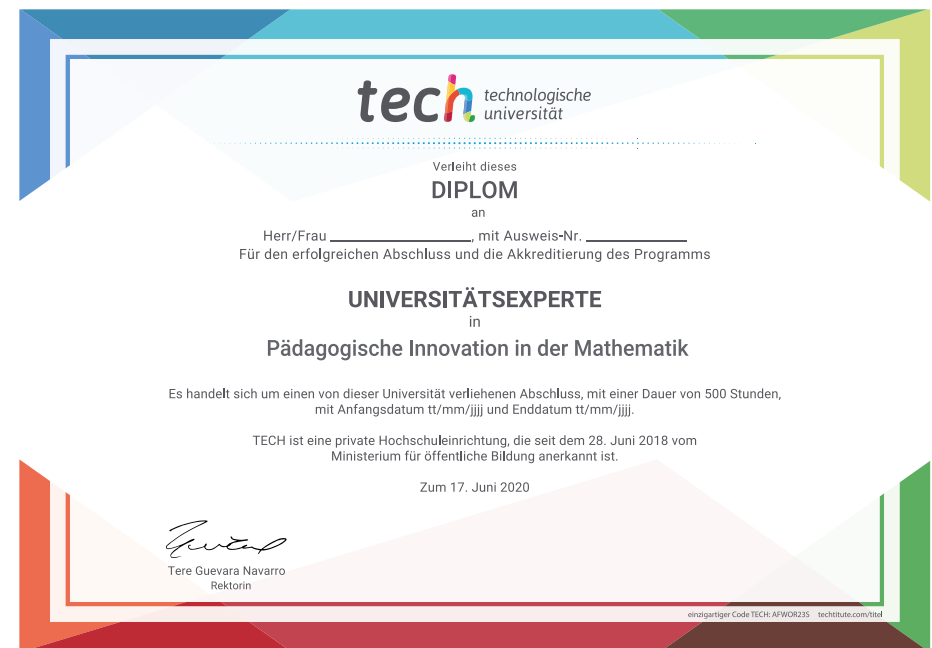 tech technologische
universität
Verleiht dieses
DIPLOM
an
Herr/Frau ____________, mit Ausweis-Nr. ____________
Für den erfolgreichen Abschluss und die Akkreditierung des Programms
UNIVERSITÄTSEXPERTE
in
Pädagogische Innovation in der Mathematik
Es handelt sich um einen von dieser Universität verliehenen Abschluss, mit einer Dauer von 500 Stunden,
mit Anfangsdatum tt/mm/jjjj und Enddatum tt/mm/jjjj.
TECH ist eine private Hochschuleinrichtung, die seit dem 28. Juni 2018 vom
Ministerium für öffentliche Bildung anerkannt ist.
Zum 17. Juni 2020
Tere Guevara Navarro
Rektorin
einzigartiger Code TECH: AFWOR23S techtitute.com/titel